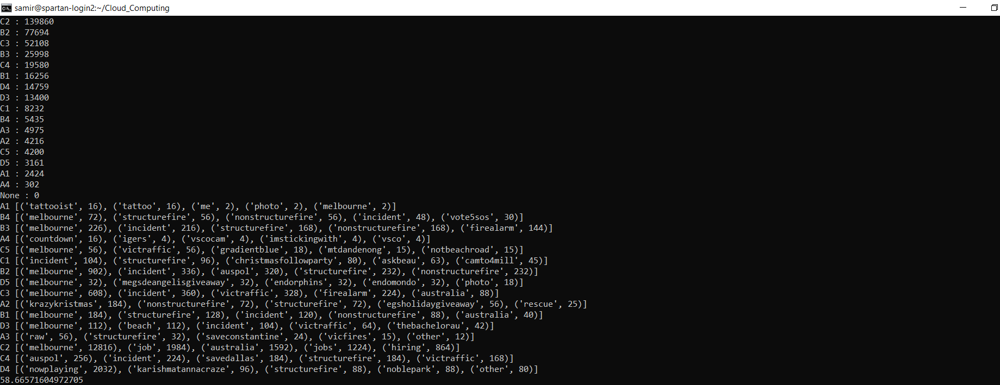 samir@spartan-login2:~/Cloud_Computing
C2 : 139860
B2 : 77694
C3 : 52108
B3 : 25998
C4 : 19580
B1 : 16256
D4 : 14759
D3 : 13400
C1 : 8232
B4 : 5435
A3 : 4975
A2 : 4216
C5 : 4200
D5 : 3161
A1 : 2424
A4 : 302
None : 0
A1 [('tattooist', 16), ('tattoo', 16), ('me', 2), ('photo', 2), ('melbourne', 2)]
B4 [('melbourne', 72), ('structurefire', 56), ('nonstructurefire', 56), ('incident', 48), ('vote5sos', 30)]
B3 [('melbourne', 226), ('incident', 216), ('structurefire', 168), ('nonstructurefire', 168), ('firealarm', 144)]
A4 [('countdown', 16), ('igers', 4), ('vscocam', 4), ('imstickingwith', 4), ('vsco', 4)]
C5 [('melbourne', 56), ('victraffic', 56), ('gradientblue', 18), ('mtdandenong', 15), ('notbeachroad', 15)]
C1 [('incident', 104), ('structurefire', 96), ('christmasfollowparty', 80), ('askbeau', 63), ('camto4mill', 45)]
B2 [('melbourne', 902), ('incident', 336), ('auspol', 320), ('structurefire', 232), ('nonstructurefire', 232)]
D5 [('melbourne', 32), ('megsdeangelisgiveaway', 32), ('endorphins', 32), ('endomondo', 32), ('photo', 18)]
C3 [('melbourne', 608), ('incident', 360), ('victraffic', 328), ('firealarm', 224), ('australia', 88)]
A2 [('krazykristmas', 184), ('nonstructurefire', 72), ('structurefire', 72), ('egsholidaygiveaway', 56), ('rescue', 25)]
B1 [('melbourne', 184), ('structurefire', 128), ('incident', 120), ('nonstructurefire', 88), ('australia', 40)]
D3 [('melbourne', 112), ('beach', 112), ('incident', 104), ('victraffic', 64), ('thebachelorau', 42)]
A3 [('raw', 56), ('structurefire', 32), ('saveconstantine', 24), ('vicfires', 15), ('other', 12)]
C2 [('melbourne', 12816), ('job', 1984), ('australia', 1592), ('jobs', 1224), ('hiring', 864)]
C4 [('auspol', 256), ('incident', 224), ('savedallas', 184), ('structurefire', 184), ('victraffic', 168)]
D4 [('nowplaying', 2032), ('karishmatannacraze', 96), ('structurefire', 88), ('noblepark', 88), ('other', 80)]
58.66571604972705